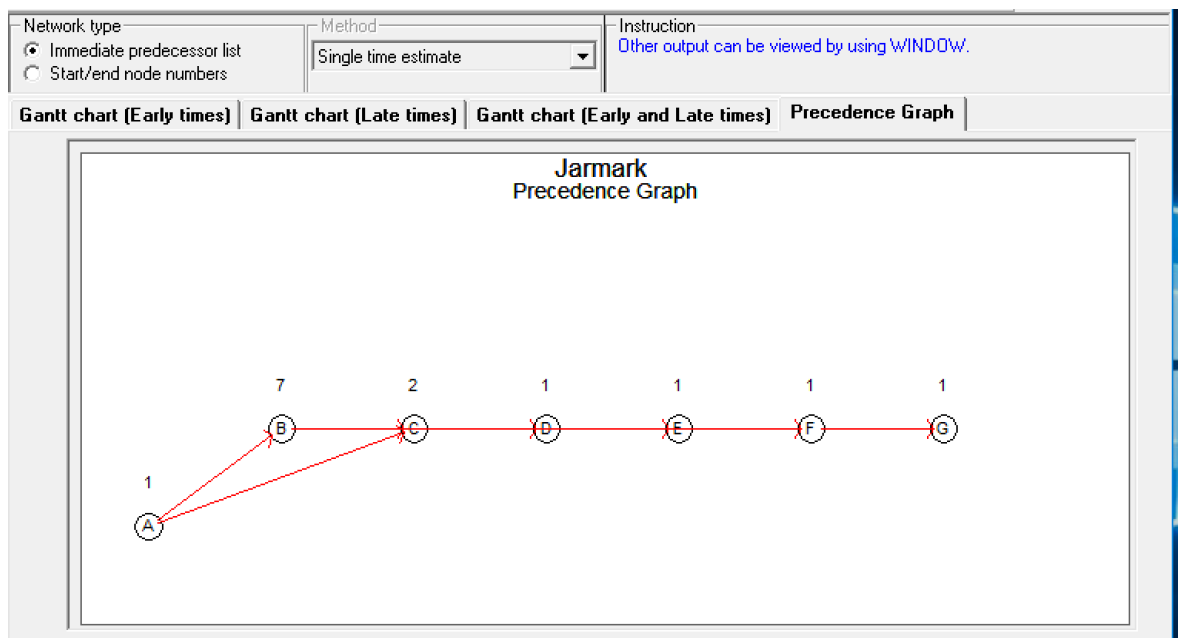 Network type
Immediate predecessor list
Start/end node numbers
Method
Single time estimate
Instruction
Other output can be viewed by using WINDOW.
Gantt chart (Early times)
Gantt chart (Late times)
Gantt chart (Early and Late times)
Precedence Graph
Jarmark
Precedence Graph
7 2 1 1 1 1
B C D E F G
1
A